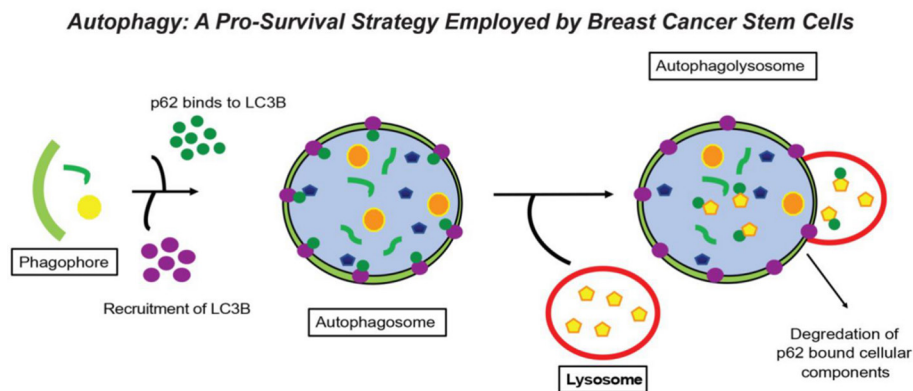 Autophagy: A Pro-Survival Strategy Employed by Breast Cancer Stem Cells
Autophagolysosome
p62 binds to LC3B
Phagophore
Recruitment of LC3B
Autophagosome
Lysosome
Degredation of
p62 bound cellular
components